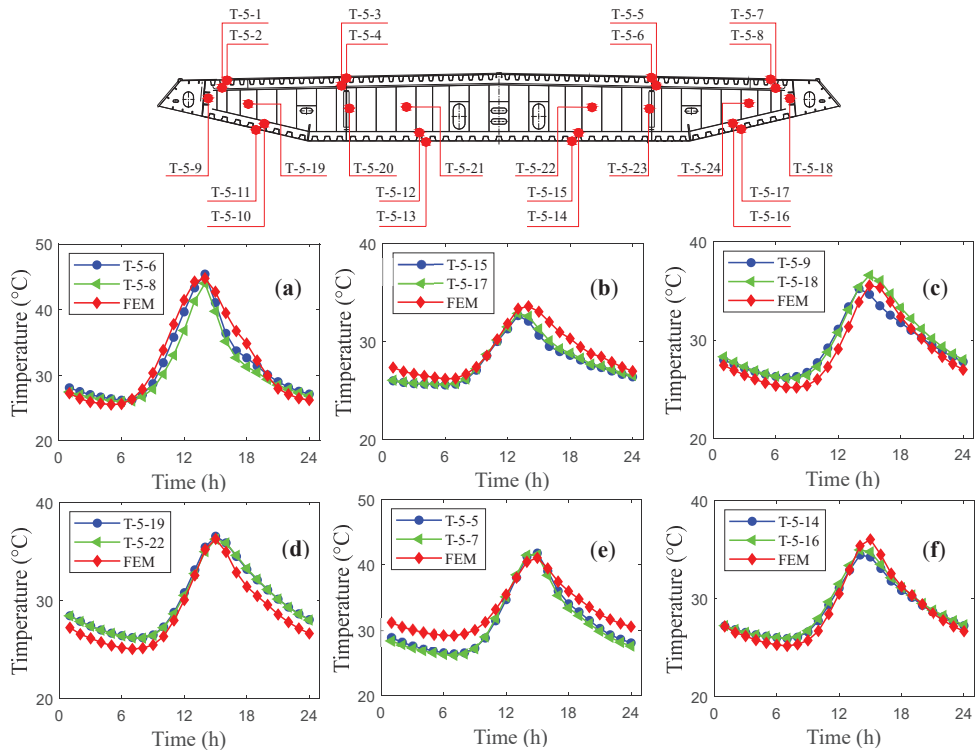 T-5-1 T-5-3 T-5-5 T-5-7
T-5-2 T-5-4 T-5-6 T-5-8
T-5-9 T-5-19 T-5-20 T-5-12 T-5-21 T-5-22 T-5-15 T-5-23 T-5-24 T-5-17 T-5-18
T-5-11 T-5-13 T-5-14 T-5-16
T-5-10
50
40
30
20
0 6 12 18 24
Timperature (°C)
Time (h)
T-5-6
T-5-8
FEM
(a)
40
30
20
0 6 12 18 24
Timperature (°C)
Time (h)
T-5-15
T-5-17
FEM
(b)
40
30
20
0 6 12 18 24
Timperature (°C)
Time (h)
T-5-9
T-5-18
FEM
(c)
40
30
20
0 6 12 18 24
Timperature (°C)
Time (h)
T-5-19
T-5-22
FEM
(d)
50
40
30
20
0 6 12 18 24
Timperature (°C)
Time (h)
T-5-5
T-5-7
FEM
(e)
40
30
20
0 6 12 18 24
Timperature (°C)
Time (h)
T-5-14
T-5-16
FEM
(f)